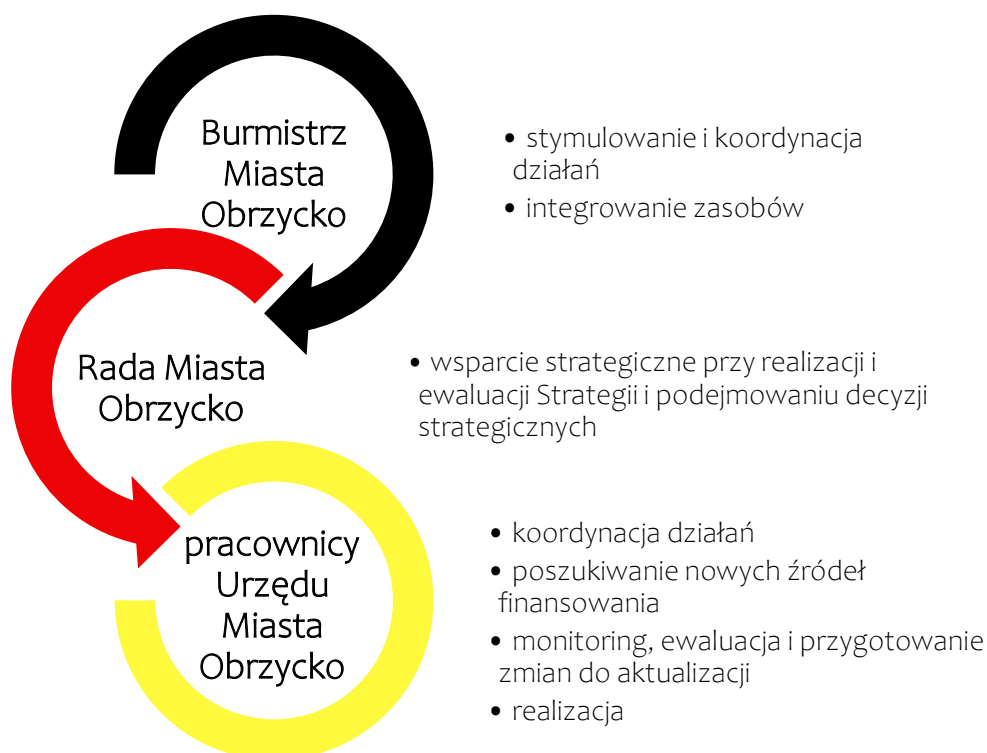 Burmistrz
Miasta
Obrzycko
• stymulowanie i koordynacja
działań
• integrowanie zasobów
Rada Miasta
Obrzycko
• wsparcie strategiczne przy realizacji i
ewaluacji Strategii i podejmowaniu decyzji
strategicznych
pracownicy
Urzędu
Miasta
Obrzycko
• koordynacja działań
• poszukiwanie nowych źródeł
finansowania
• monitoring, ewaluacja i przygotowanie
zmian do aktualizacji
• realizacja